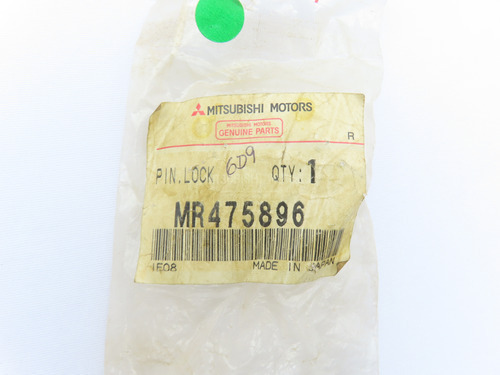 MITSUBISHI MOTORS
MITSUBISHI MOTORS
GENUINE PARTS
R
PIN.LOCK 6D9 QTY:1
MR475896
1E08 MADE IN JAPAN